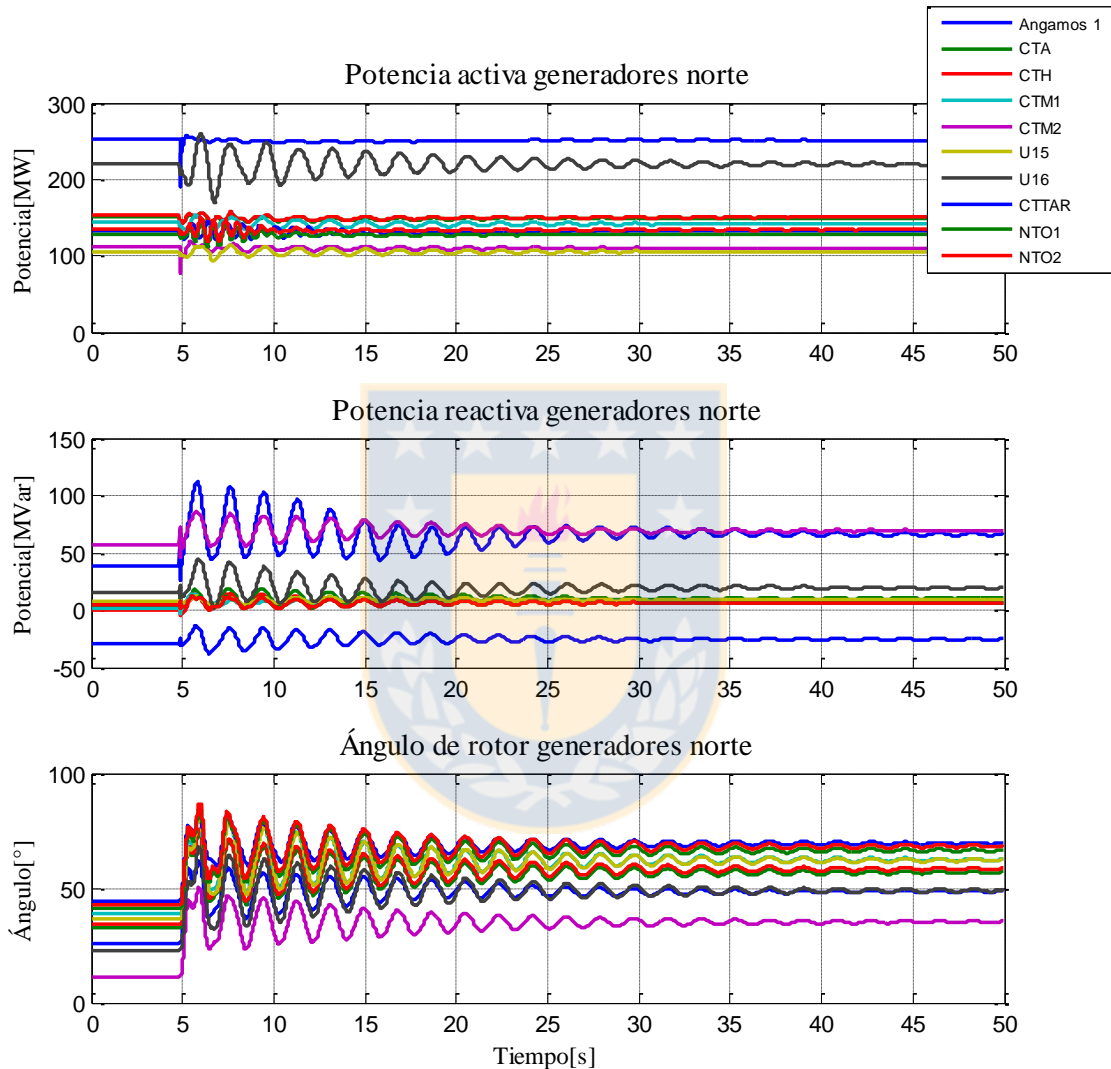 Angamos 1
CTA
CTH
CTM1
CTM2
U15
U16
CTTAR
NTO1
NTO2
Potencia activa generadores norte
Potencia[MW]
300
200
100
0
0 5 10 15 20 25 30 35 40 45 50
Potencia reactiva generadores norte
Potencia[MVar]
150
100
50
0
-50
0 5 10 15 20 25 30 35 40 45 50
Ángulo de rotor generadores norte
Ángulo[°]
100
50
0
0 5 10 15 20 25 30 35 40 45 50
Tiempo[s]